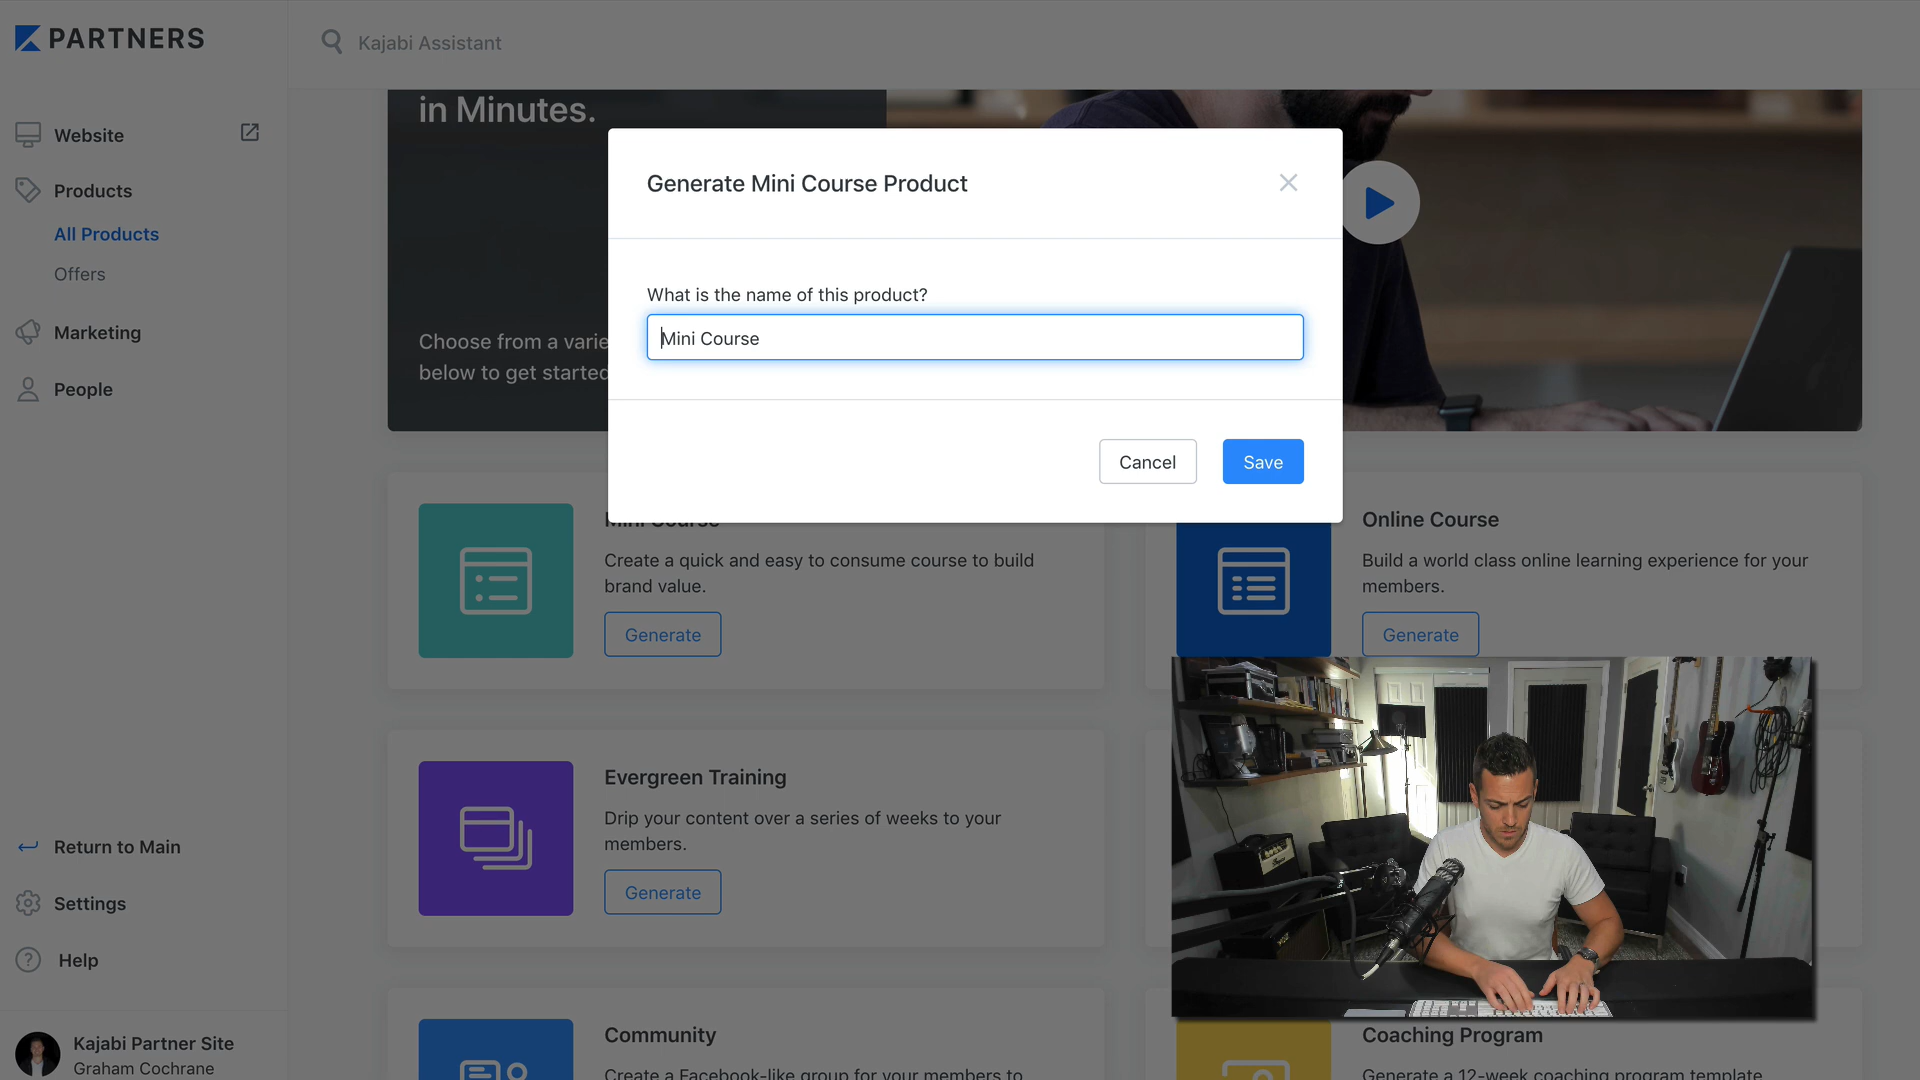 PARTNERS
Kajabi Assistant
Website
Products
All Products
Offers
Marketing
People
Return to Main
Settings
Help
Kajabi Partner Site
Graham Cochrane
in Minutes.
Choose from a varie
below to get started
Generate Mini Course Product
What is the name of this product?
Mini Course
Cancel
Save
Mini Course
Create a quick and easy to consume course to build
brand value.
Generate
Online Course
Build a world class online learning experience for your
members.
Generate
Evergreen Training
Drip your content over a series of weeks to your
members.
Generate
Community
Create a Facebook-like group for your members to
Coaching Program
Generate a 12-week coaching program template